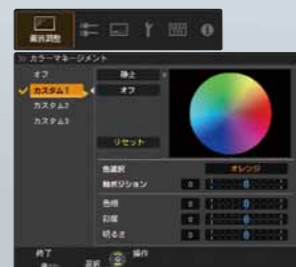 画質調整
>> カラーマネージメント
オフ
静止
カスタム1
オフ
カスタム2
カスタム3
リセット
色選択
オレンジ
軸ポジション
0
0
色相
0
0
彩度
0
0
明るさ
0
0
終了
選択
操作